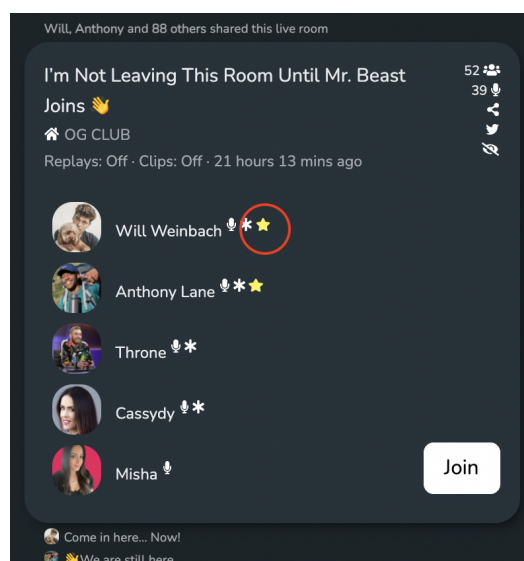 Will, Anthony and 88 others shared this live room
I'm Not Leaving This Room Until Mr. Beast
Joins 👋
52
39
OG CLUB
Replays: Off · Clips: Off · 21 hours 13 mins ago
Will Weinbach
Anthony Lane
Throne
Cassydy
Misha
Join
Come in here... Now!
👋We are still here